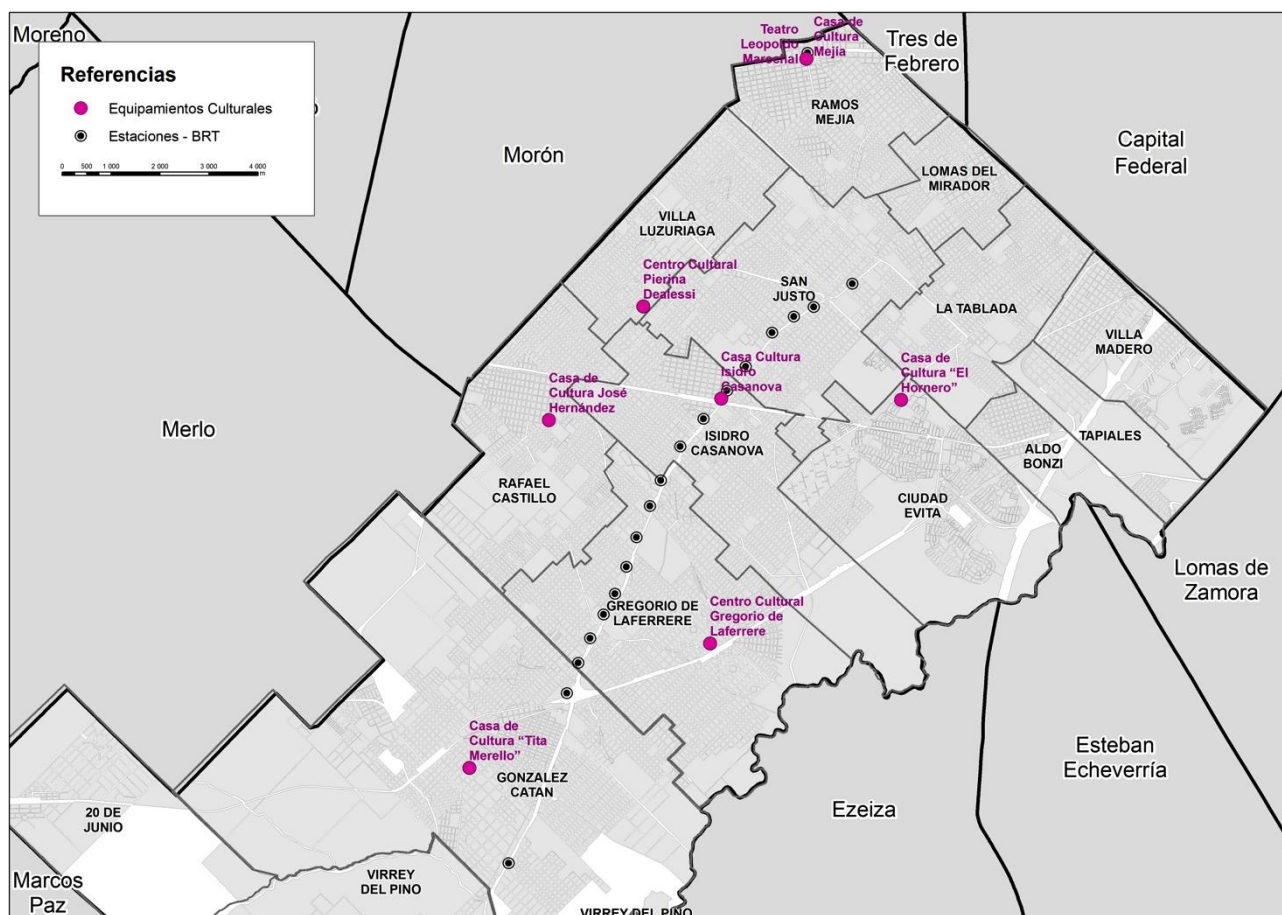 Moreno
Referencias
Equipamientos Culturales
Estaciones - BRT
0 500 1 000 2 000 3 000 4 000
m
Teatro
Leopoldo
Marechal
Casa de
Cultura
Mejía
Tres de
Febrero
RAMOS
MEJIA
Capital
Federal
Morón
LOMAS DEL
MIRADOR
VILLA
LUZURIAGA
Centro Cultural
Pierina
Dealessi
SAN
JUSTO
LA TABLADA
VILLA
MADERO
Casa Cultura
Isidro
Casanova
Casa de
Cultura “El
Hornero”
Casa de
Cultura José
Hernández
Merlo
ISIDRO
CASANOVA
TAPIALES
ALDO
BONZI
RAFAEL
CASTILLO
CIUDAD
EVITA
Lomas de
Zamora
GREGORIO DE
LAFERRERE
Centro Cultural
Gregorio de
Laferrere
Casa de
Cultura “Tita
Merello”
GONZALEZ
CATAN
Esteban
Echeverría
Ezeiza
20 DE
JUNIO
Marcos
Paz
VIRREY
DEL PINO
VIRREY DEL PINO